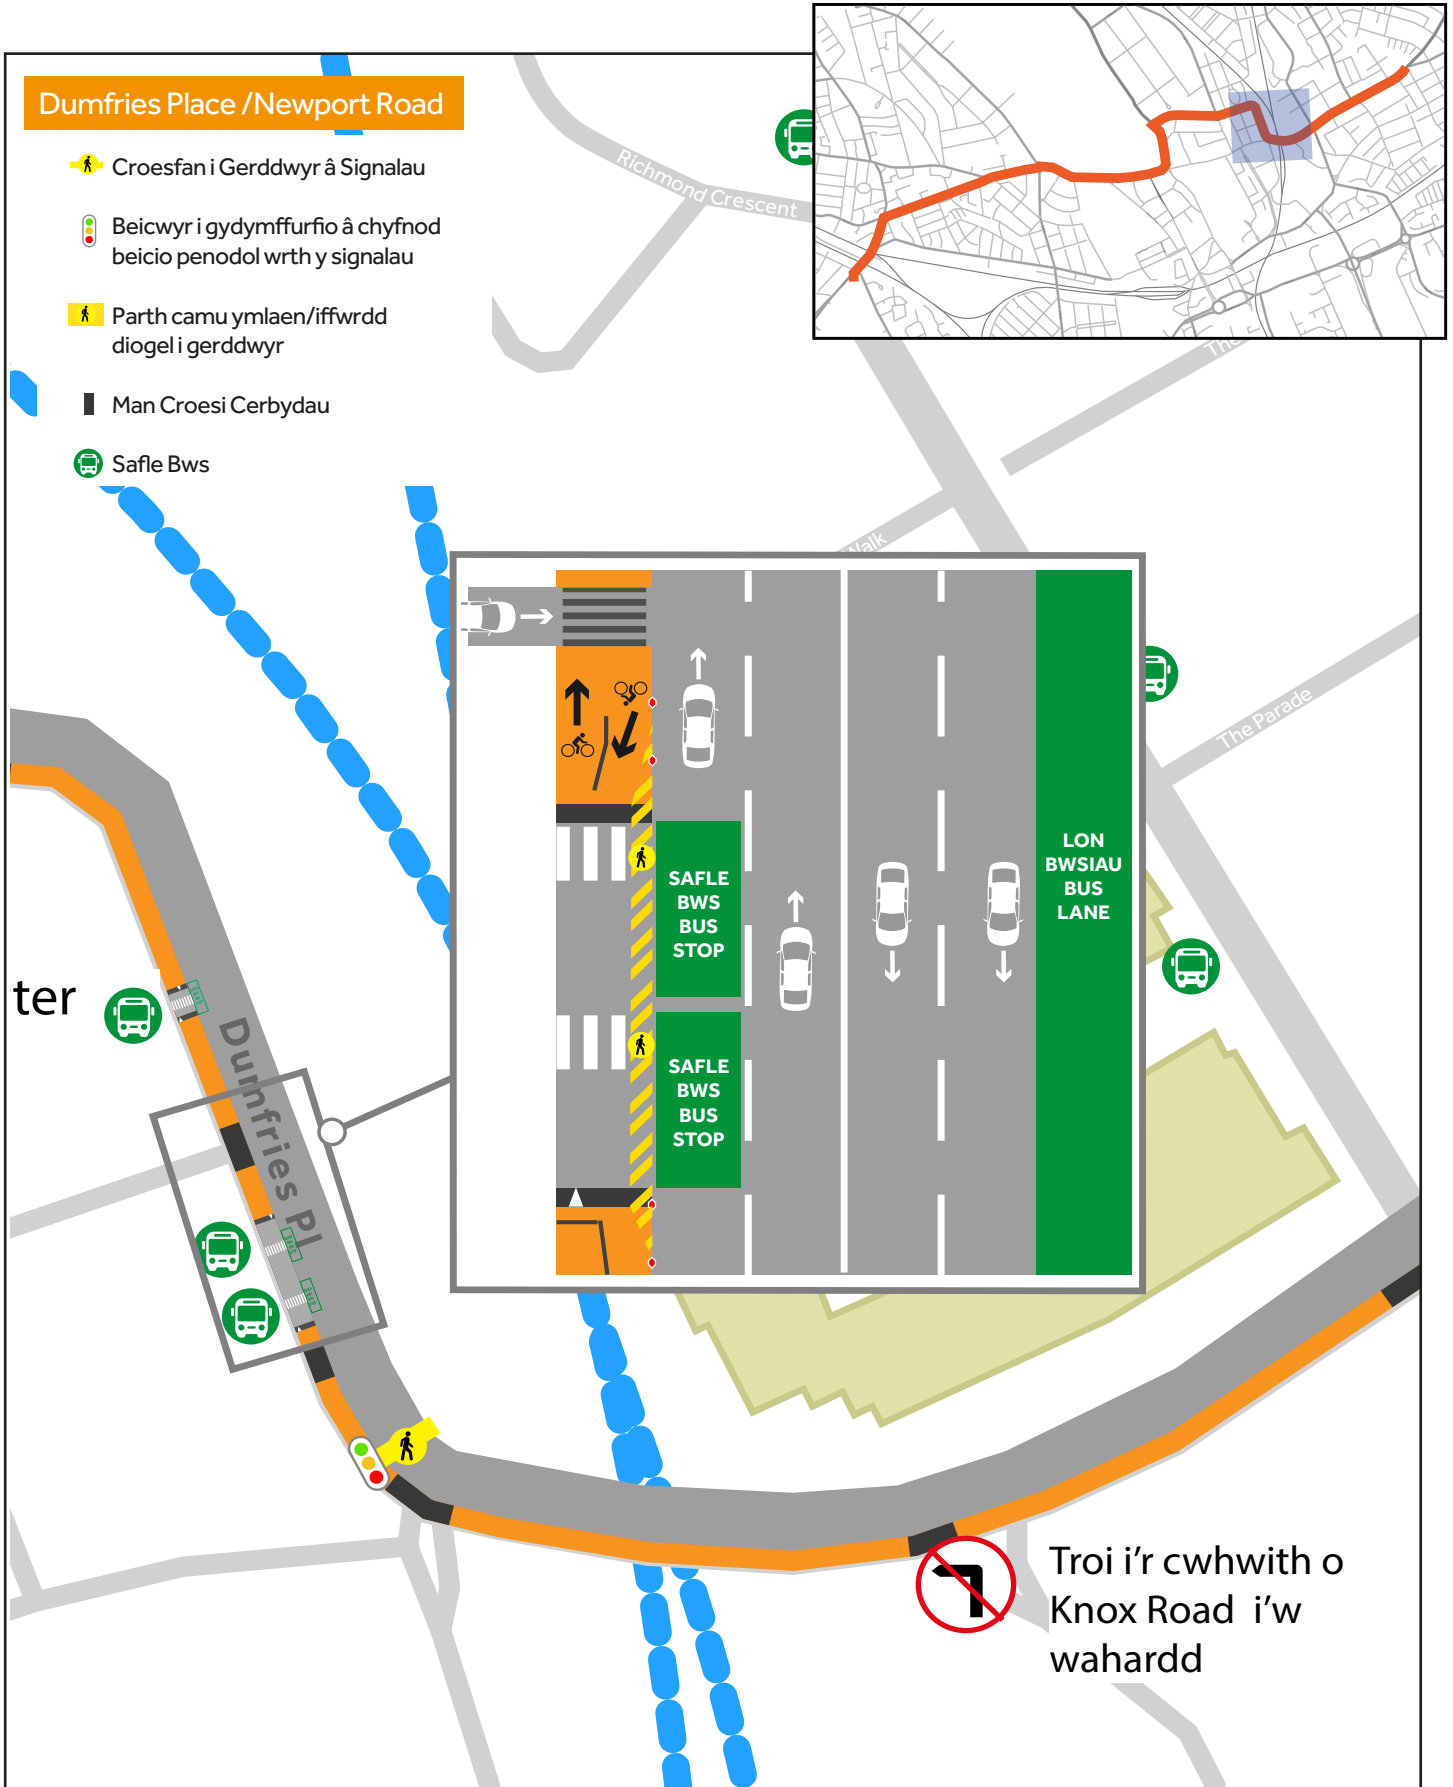 Dumfries Place /Newport Road
Croesfan i Gerddwyr â Signalau
Beicwyr i gydymffurfio â chyfnod
beicio penodol wrth y signalau
Parth camu ymlaen/iffwrdd
diogel i gerddwyr
Man Croesi Cerbydau
Safle Bws
Richmond Crescent
The
Walk
The Parade
LON
BWSIAU
BUS
LANE
SAFLE
BWS
BUS
STOP
SAFLE
BWS
BUS
STOP
ter
Dumfries Pl
Troi i'r cwhwith o
Knox Road i'w
wahardd